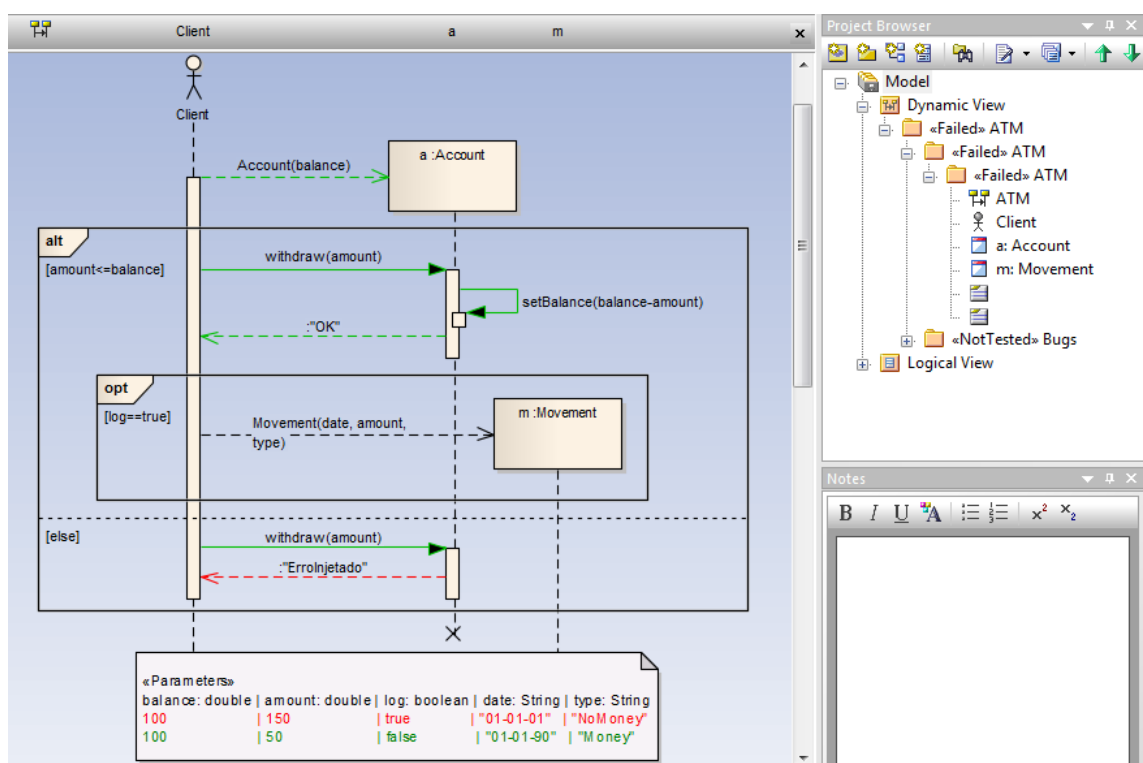 Client a m
Client
a :Account
Account(balance)
alt
[amount<=balance]
withdraw(amount)
setBalance(balance-amount)
:"OK"
opt
[log==true]
Movement(date, amount,
type)
m :Movement
[else]
withdraw(amount)
:"ErroInjetado"
«Parameters»
balance: double | amount: double | log: boolean | date: String | type: String
100 | 150 | true | "01-01-01" | "NoMoney"
100 | 50 | false | "01-01-90" | "Money"
Project Browser
Model
Dynamic View
«Failed» ATM
«Failed» ATM
«Failed» ATM
ATM
Client
a: Account
m: Movement
«NotTested» Bugs
Logical View
Notes
B I U A x² x₂